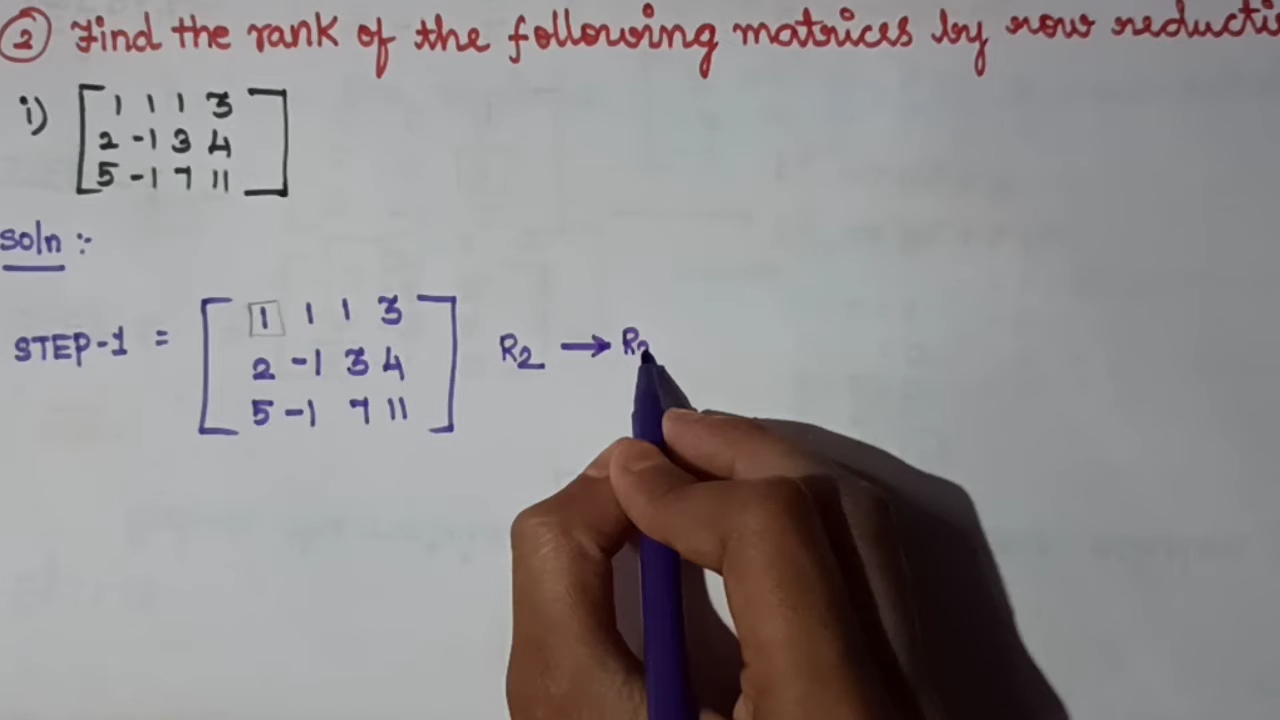 ② Find the rank of the following matrices by row reducti
i) [ 1 1 1 3
2 -1 3 4
5 -1 7 11 ]
Soln :-
STEP-1 = [ 1 1 1 3
2 -1 3 4 R2 → R2
5 -1 7 11 ]